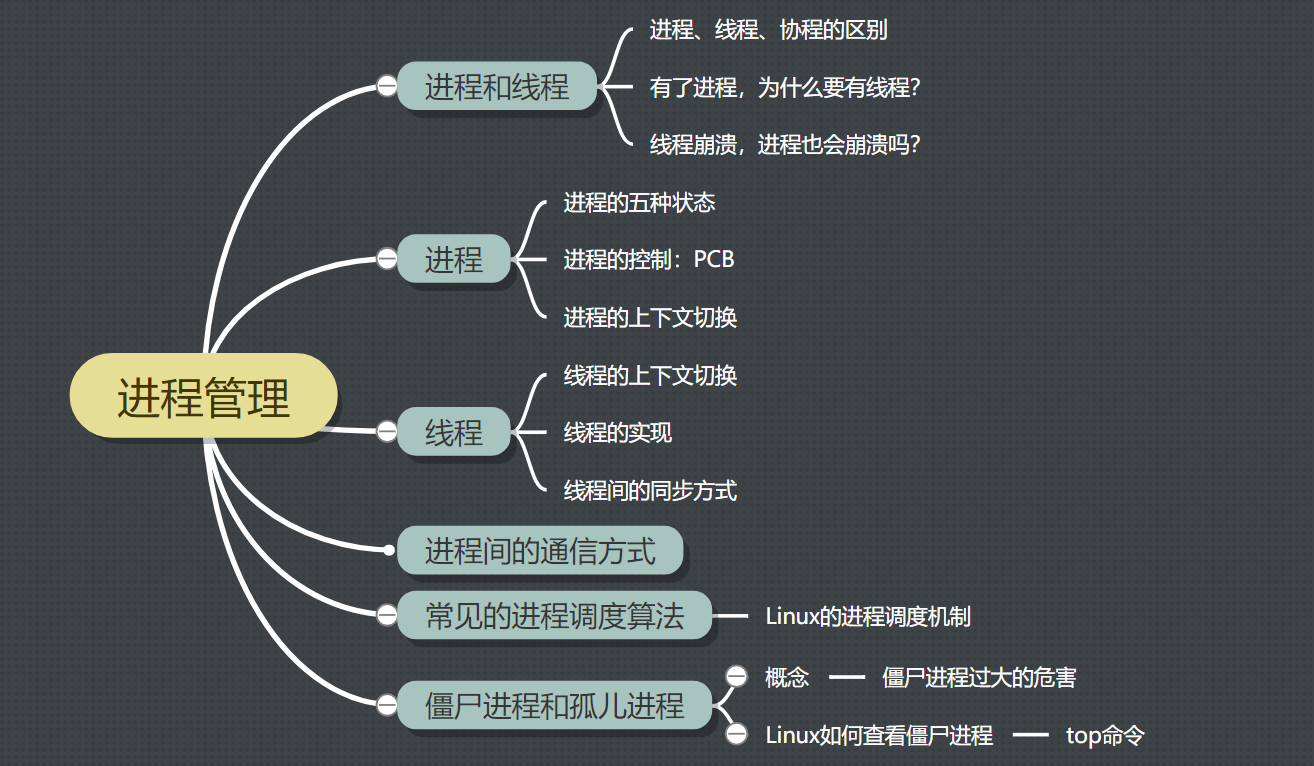 进程管理
进程和线程
进程、线程、协程的区别
有了进程，为什么要有线程？
线程崩溃，进程也会崩溃吗？
进程
进程的五种状态
进程的控制：PCB
进程的上下文切换
线程
线程的上下文切换
线程的实现
线程间的同步方式
进程间的通信方式
常见的进程调度算法
Linux的进程调度机制
僵尸进程和孤儿进程
概念
僵尸进程过大的危害
Linux如何查看僵尸进程
top命令